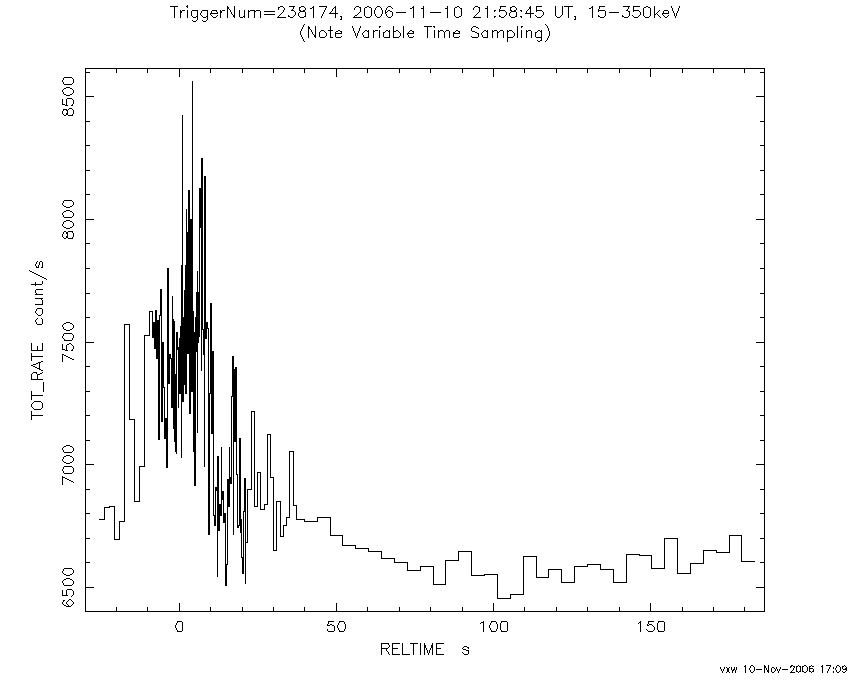 TriggerNum=238174, 2006-11-10 21:58:45 UT, 15-350keV
(Note Variable Time Sampling)
8500
8000
7500
7000
6500
TOT_RATE count/s
0 50 100 150
RELTIME s
vxw 10-Nov-2006 17:09